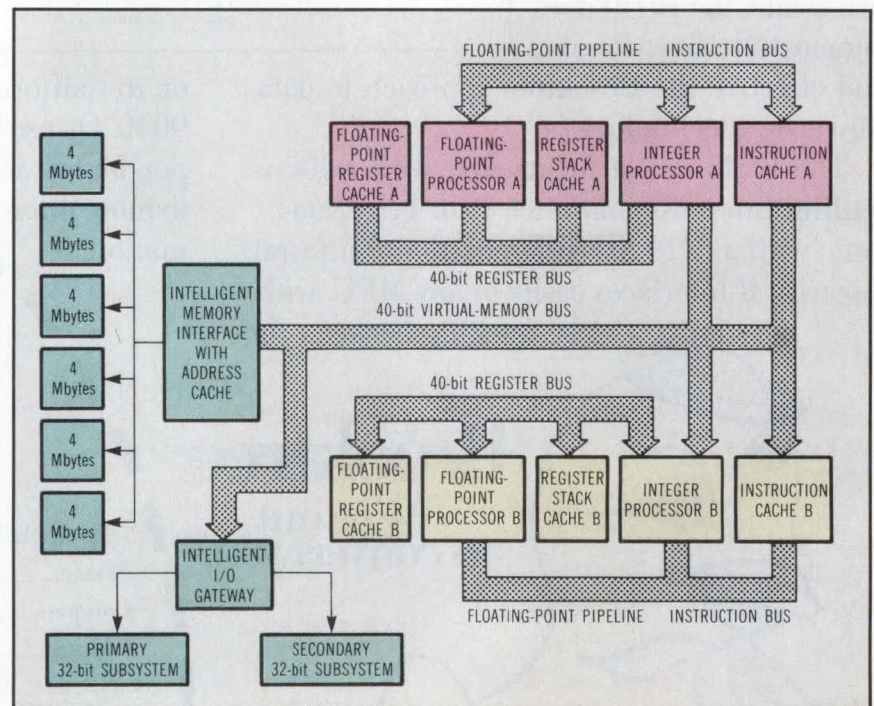 FLOATING-POINT PIPELINE INSTRUCTION BUS
FLOATING-
POINT
REGISTER
CACHE A
FLOATING-
POINT
PROCESSOR A
REGISTER
STACK
CACHE A
INTEGER
PROCESSOR A
INSTRUCTION
CACHE A
4
Mbytes
4
Mbytes
4
Mbytes
4
Mbytes
4
Mbytes
4
Mbytes
INTELLIGENT
MEMORY
INTERFACE
WITH
ADDRESS
CACHE
40-bit REGISTER BUS
40-bit VIRTUAL-MEMORY BUS
40-bit REGISTER BUS
FLOATING-
POINT
REGISTER
CACHE B
FLOATING-
POINT
PROCESSOR B
REGISTER
STACK
CACHE B
INTEGER
PROCESSOR B
INSTRUCTION
CACHE B
INTELLIGENT
I/O
GATEWAY
FLOATING-POINT PIPELINE INSTRUCTION BUS
PRIMARY
32-bit SUBSYSTEM
SECONDARY
32-bit SUBSYSTEM